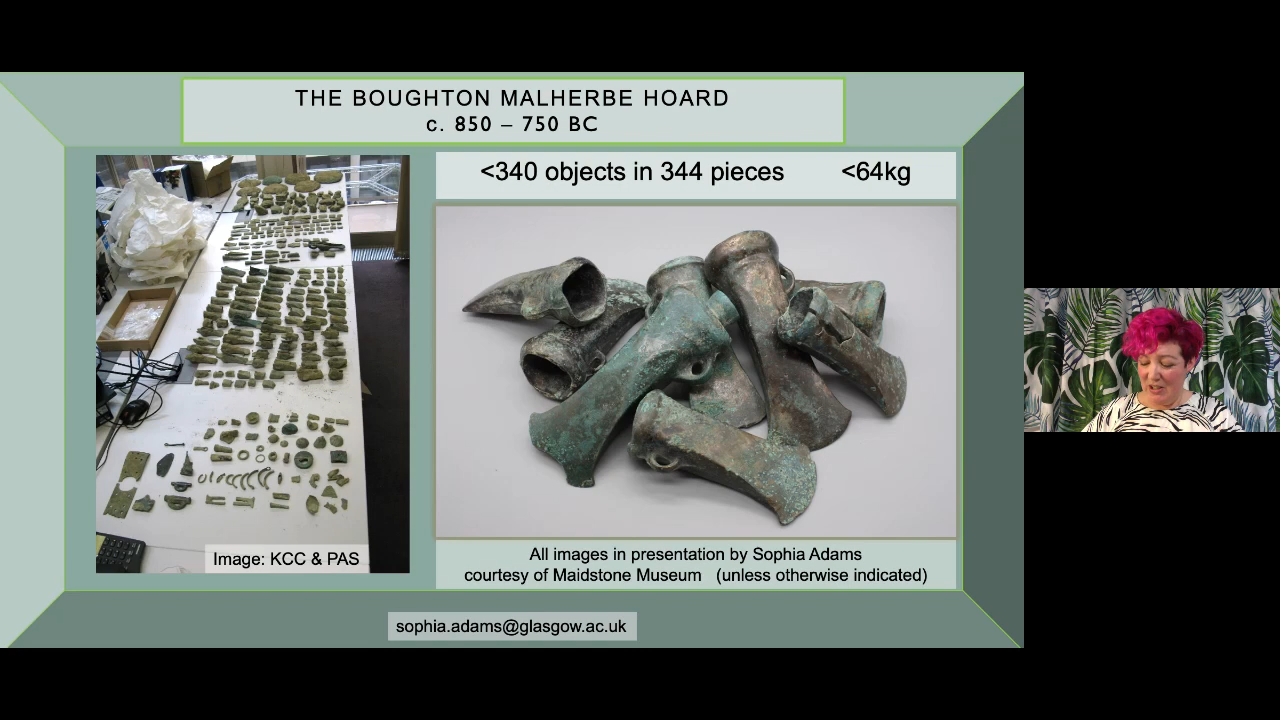 THE BOUGHTON MALHERBE HOARD
c. 850 – 750 BC
<340 objects in 344 pieces <64kg
Image: KCC & PAS
All images in presentation by Sophia Adams
courtesy of Maidstone Museum (unless otherwise indicated)
sophia.adams@glasgow.ac.uk